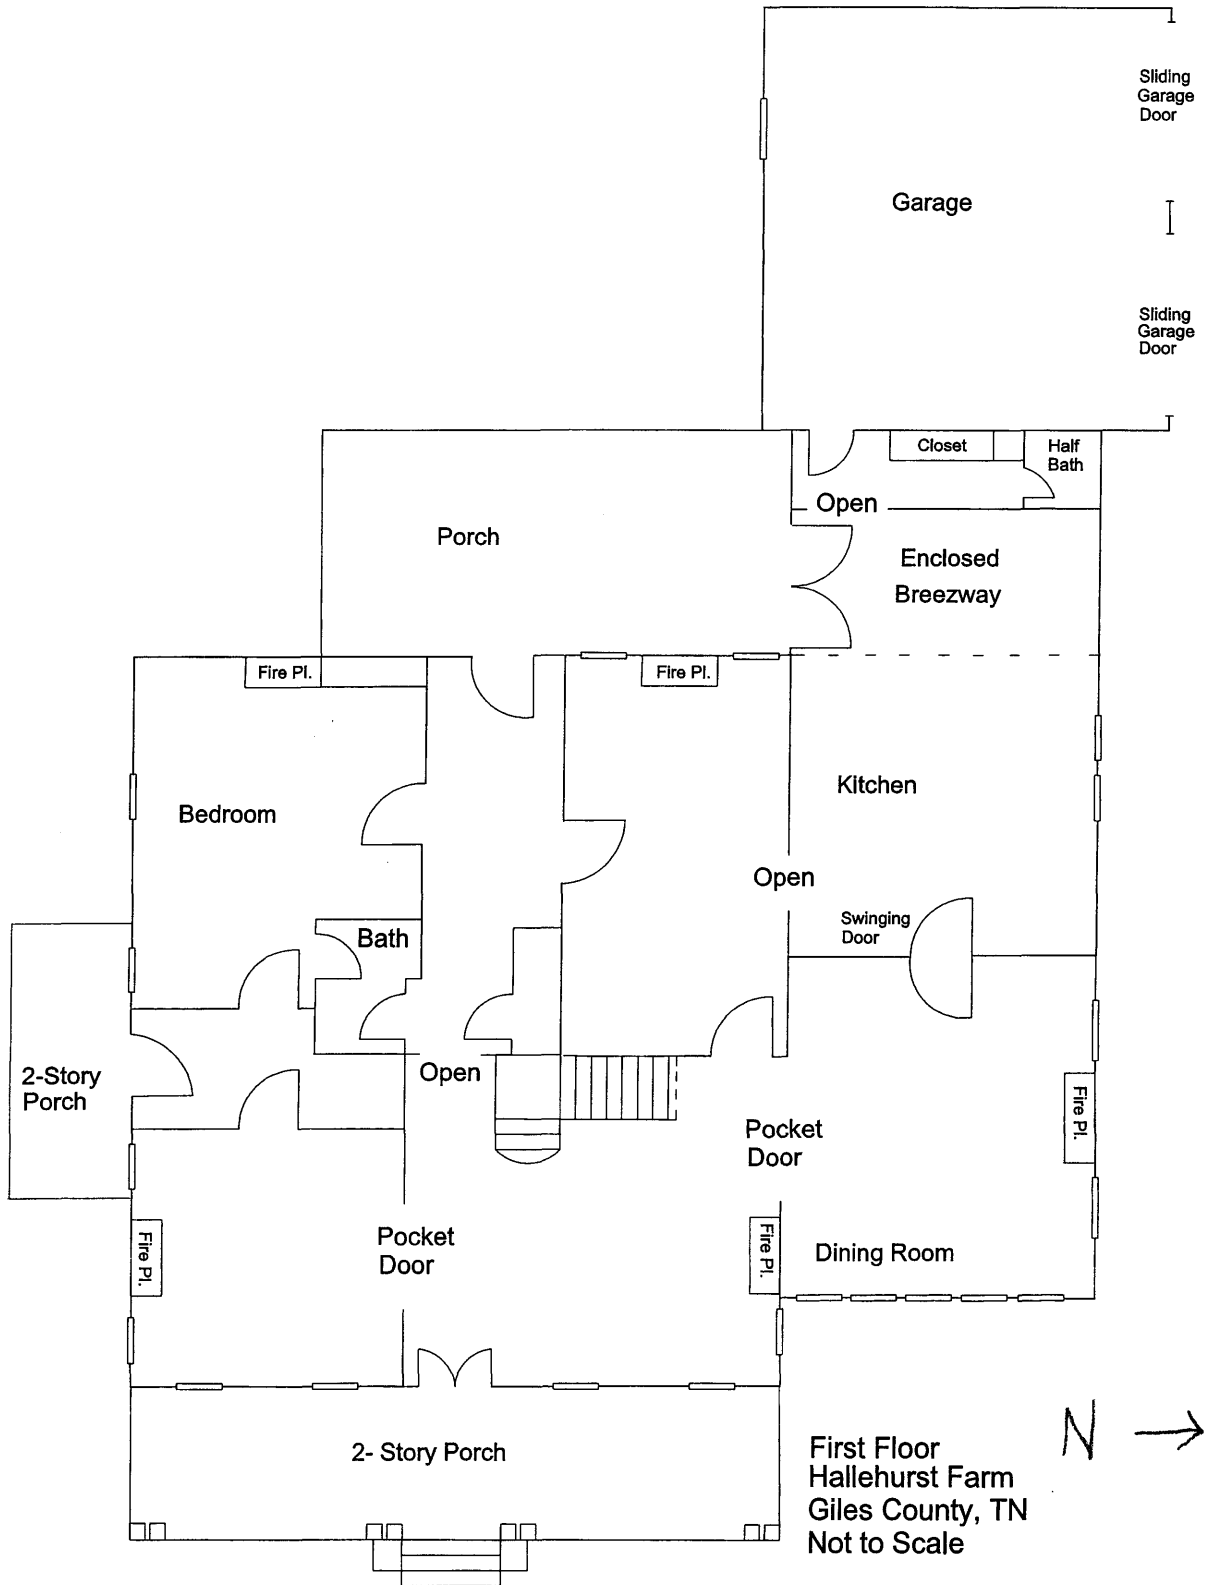 Sliding
Garage
Door
Garage
Sliding
Garage
Door
Closet
Half
Bath
Open
Porch
Enclosed
Breezway
Fire Pl.
Fire Pl.
Kitchen
Bedroom
Open
Swinging
Door
Bath
Open
2-Story
Porch
Fire Pl.
Pocket
Door
Pocket
Door
Fire Pl.
Fire Pl.
Dining Room
2- Story Porch
N
First Floor
Hallehurst Farm
Giles County, TN
Not to Scale